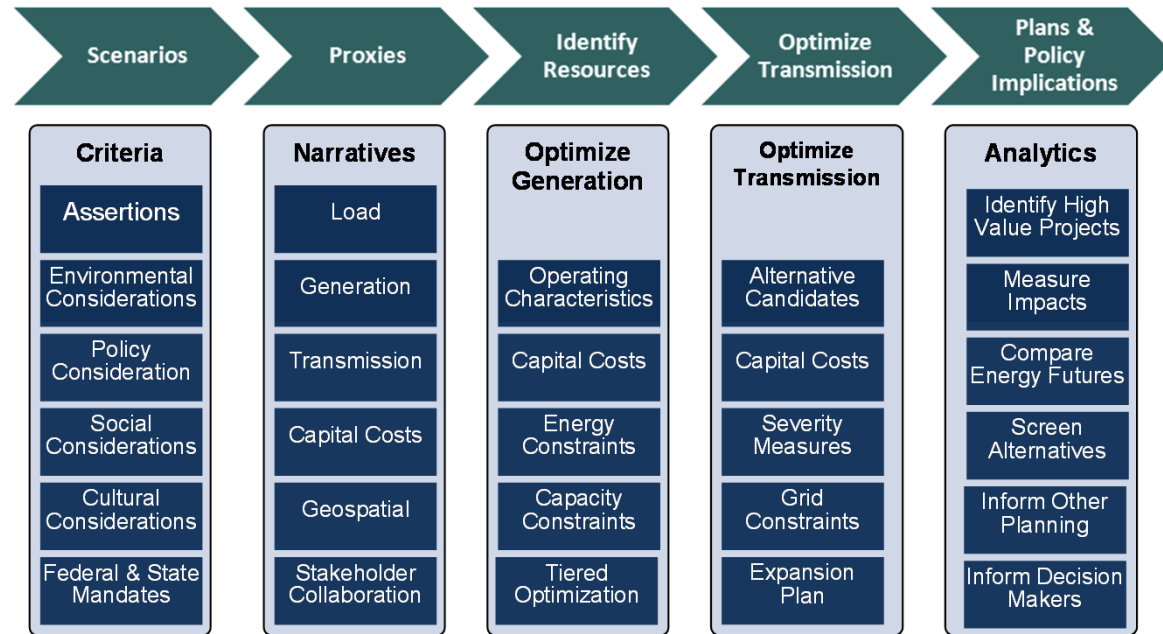 Scenarios
Proxies
Identify
Resources
Optimize
Transmission
Plans &
Policy
Implications
Criteria
Assertions
Environmental
Considerations
Policy
Consideration
Social
Considerations
Cultural
Considerations
Federal & State
Mandates
Narratives
Load
Generation
Transmission
Capital Costs
Geospatial
Stakeholder
Collaboration
Optimize
Generation
Operating
Characteristics
Capital Costs
Energy
Constraints
Capacity
Constraints
Tiered
Optimization
Optimize
Transmission
Alternative
Candidates
Capital Costs
Severity
Measures
Grid
Constraints
Expansion
Plan
Analytics
Identify High
Value Projects
Measure
Impacts
Compare
Energy Futures
Screen
Alternatives
Inform Other
Planning
Inform Decision
Makers